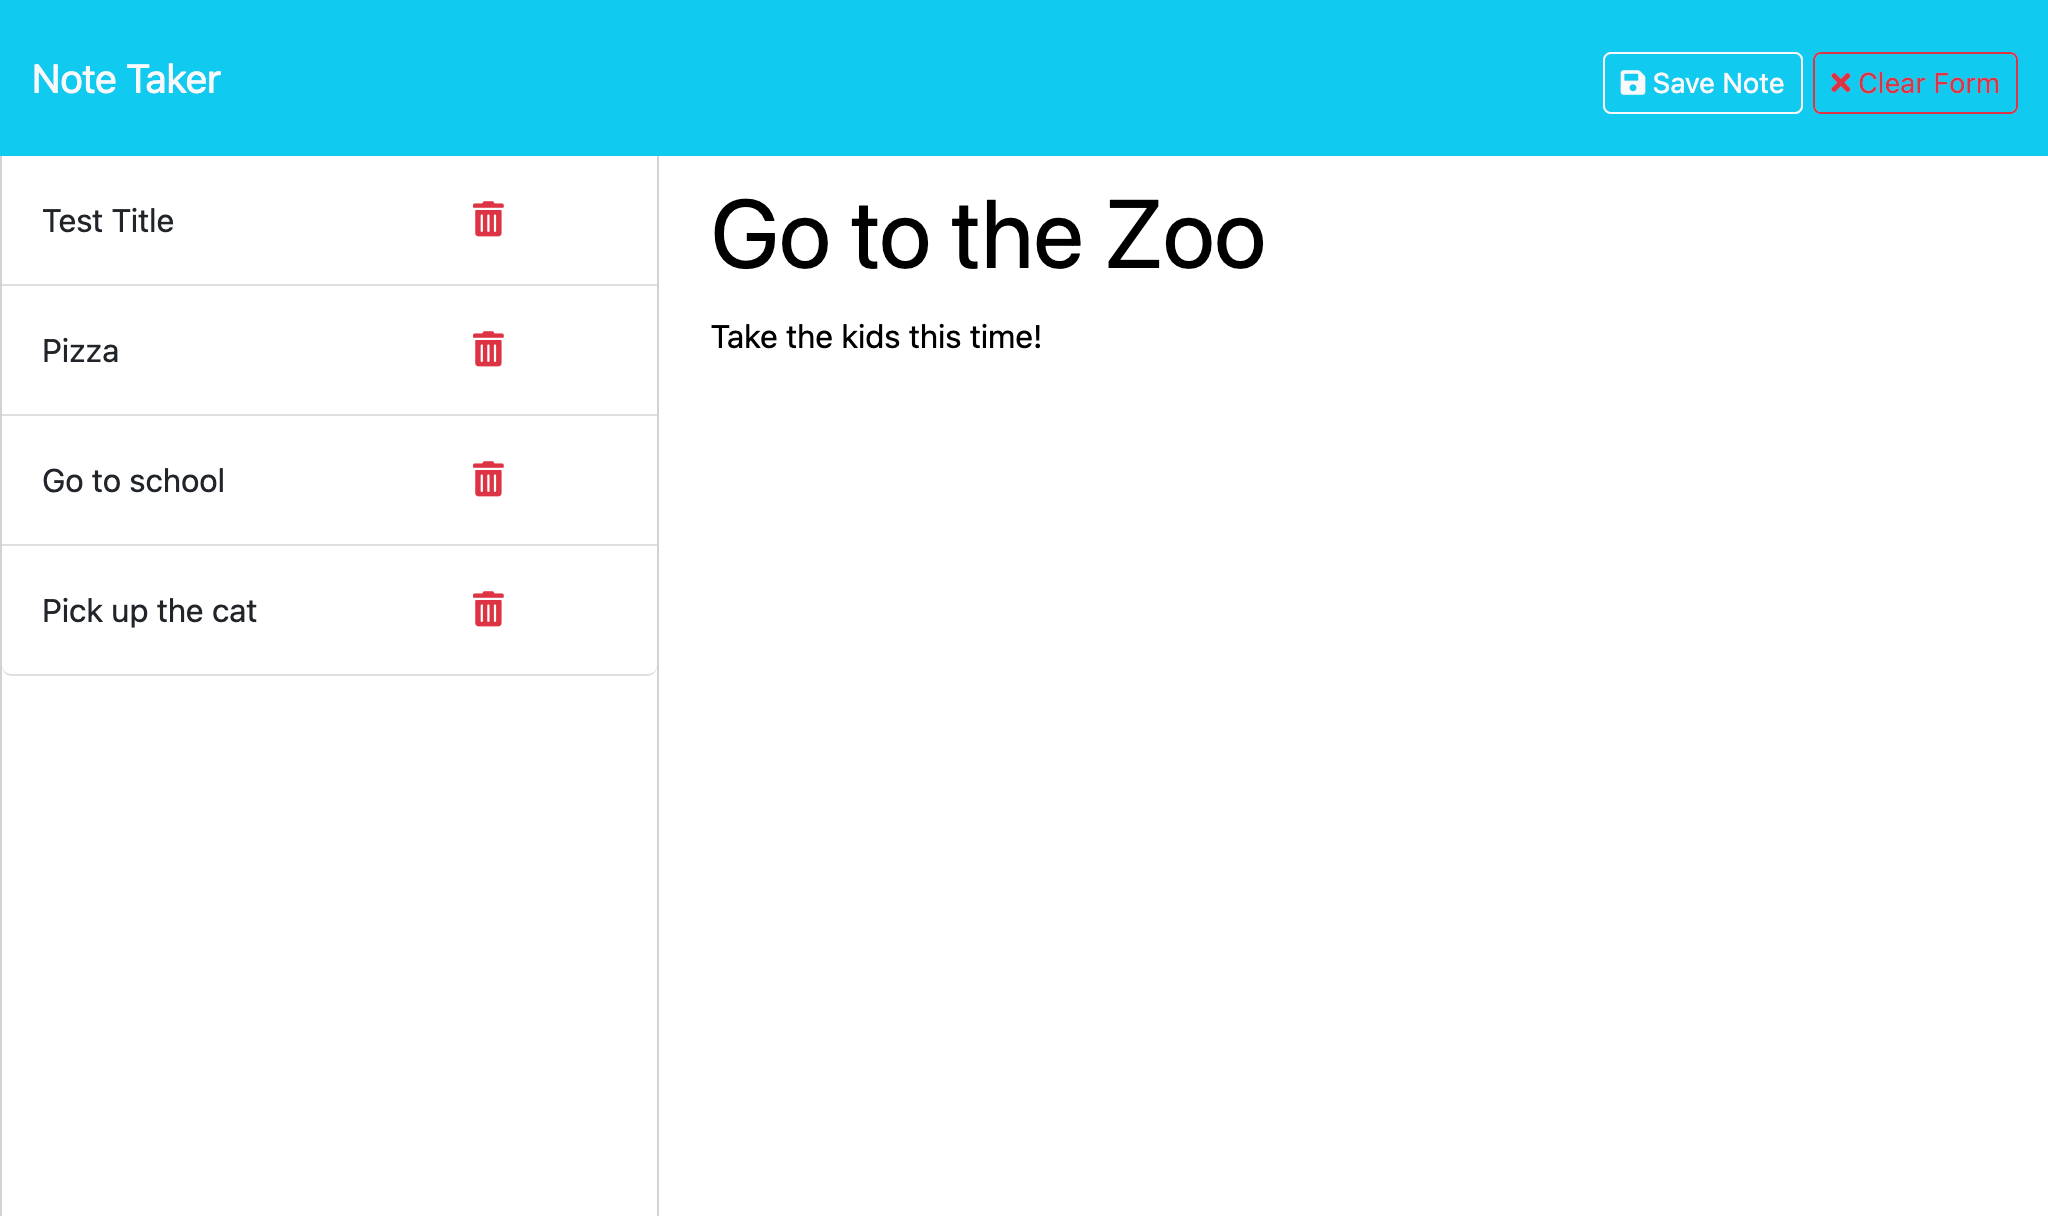 Note Taker
Save Note
Clear Form
Test Title
Pizza
Go to school
Pick up the cat
Go to the Zoo
Take the kids this time!